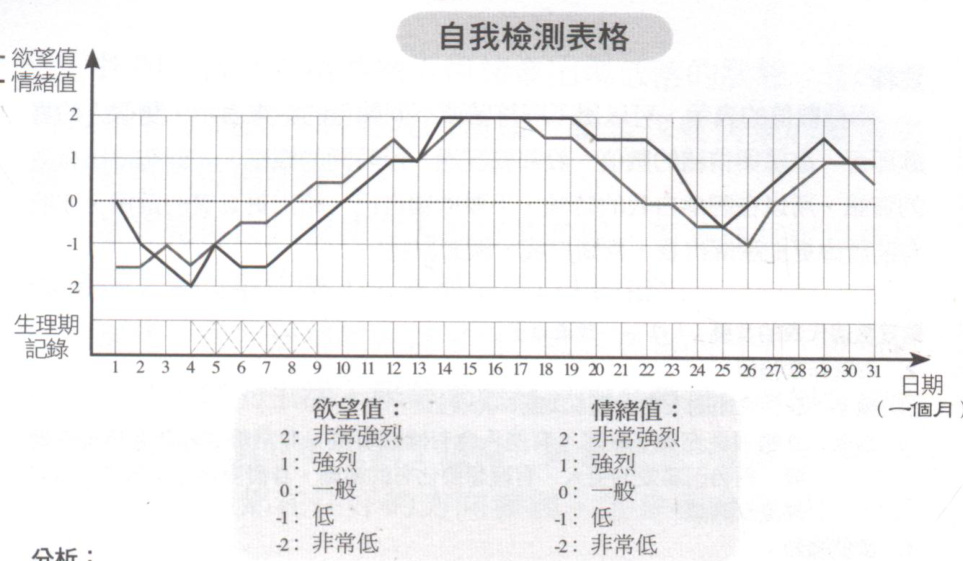 自我檢測表格
欲望值
情緒值
2
1
0
-1
-2
生理期
記錄
1 2 3 4 5 6 7 8 9 10 11 12 13 14 15 16 17 18 19 20 21 22 23 24 25 26 27 28 29 30 31
日期
（一個月）
欲望值：
2：非常強烈
1：強烈
0：一般
-1：低
-2：非常低
情緒值：
2：非常強烈
1：強烈
0：一般
-1：低
-2：非常低
分析：